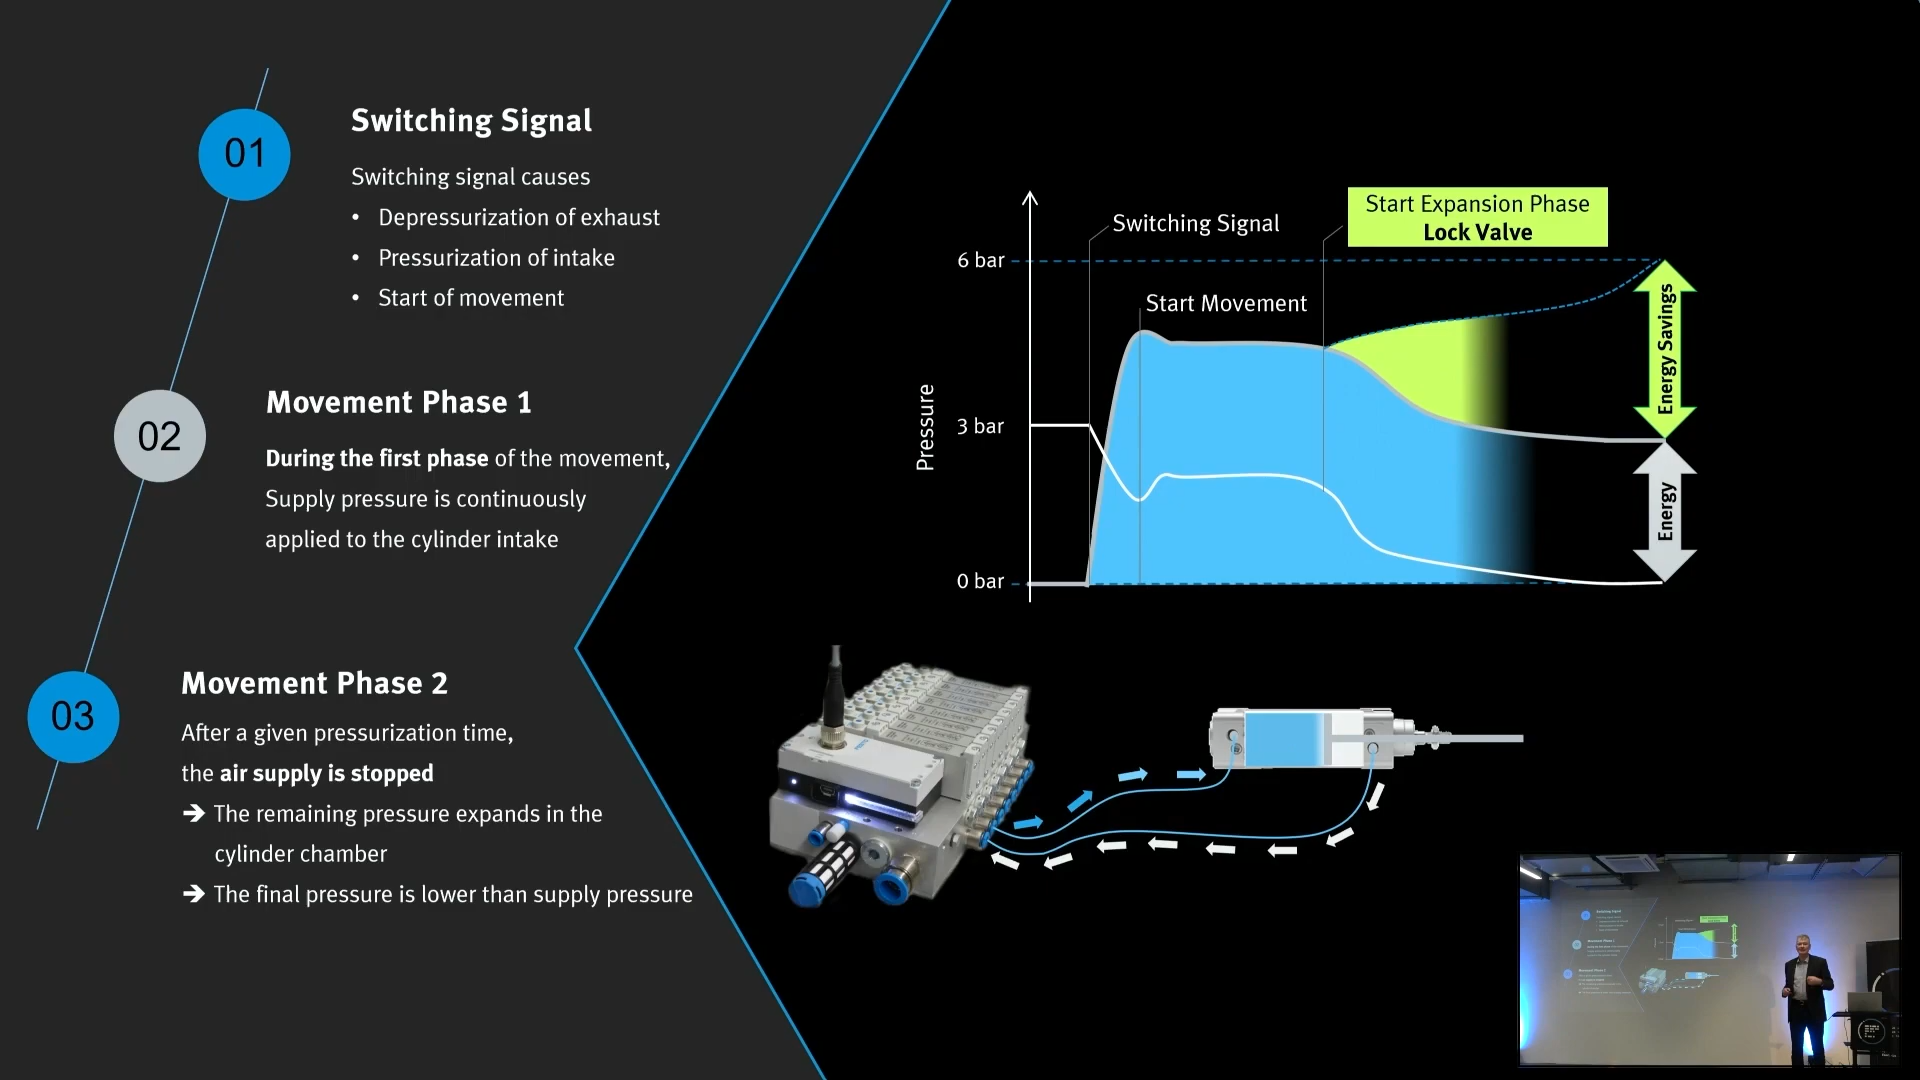 01
Switching Signal
Switching signal causes
• Depressurization of exhaust
• Pressurization of intake
• Start of movement
02
Movement Phase 1
During the first phase of the movement,
Supply pressure is continuously
applied to the cylinder intake
03
Movement Phase 2
After a given pressurization time,
the air supply is stopped
➔ The remaining pressure expands in the
cylinder chamber
➔ The final pressure is lower than supply pressure
Switching Signal
Start Expansion Phase
Lock Valve
6 bar
Start Movement
Energy Savings
Pressure
3 bar
Energy
0 bar